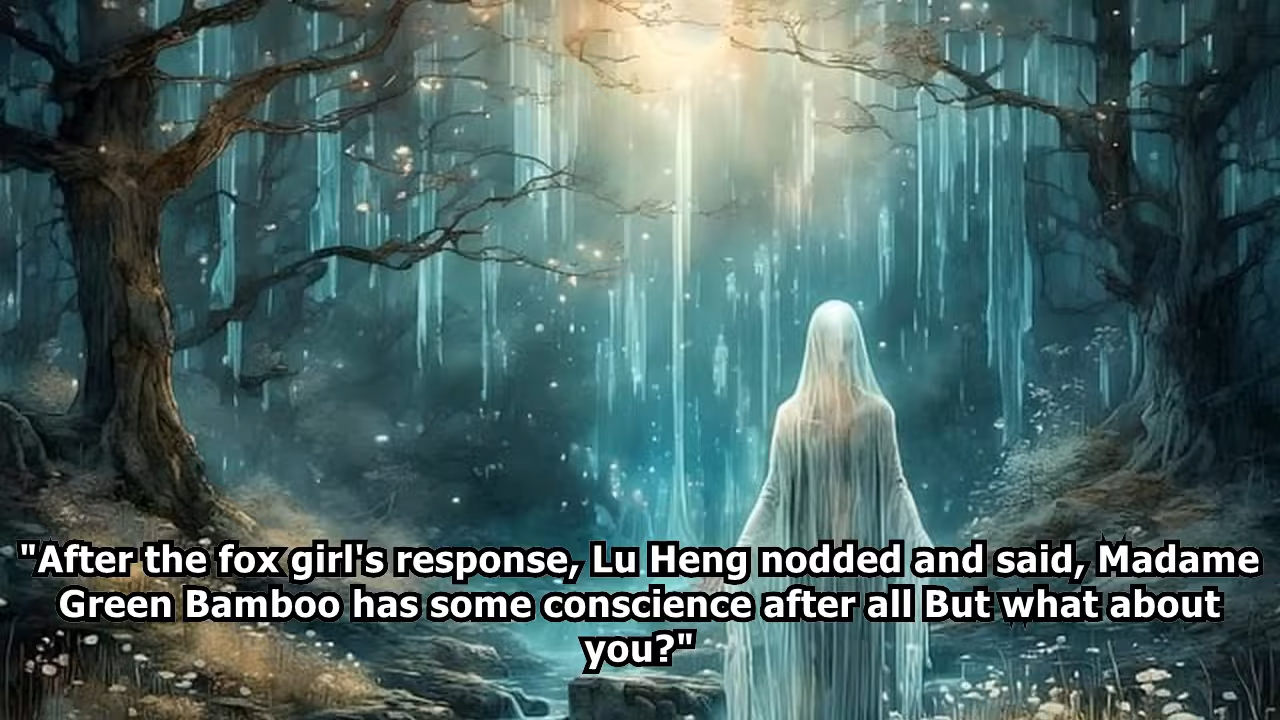 "After the fox girl's response, Lu Heng nodded and said, Madame
Green Bamboo has some conscience after all But what about
you?"